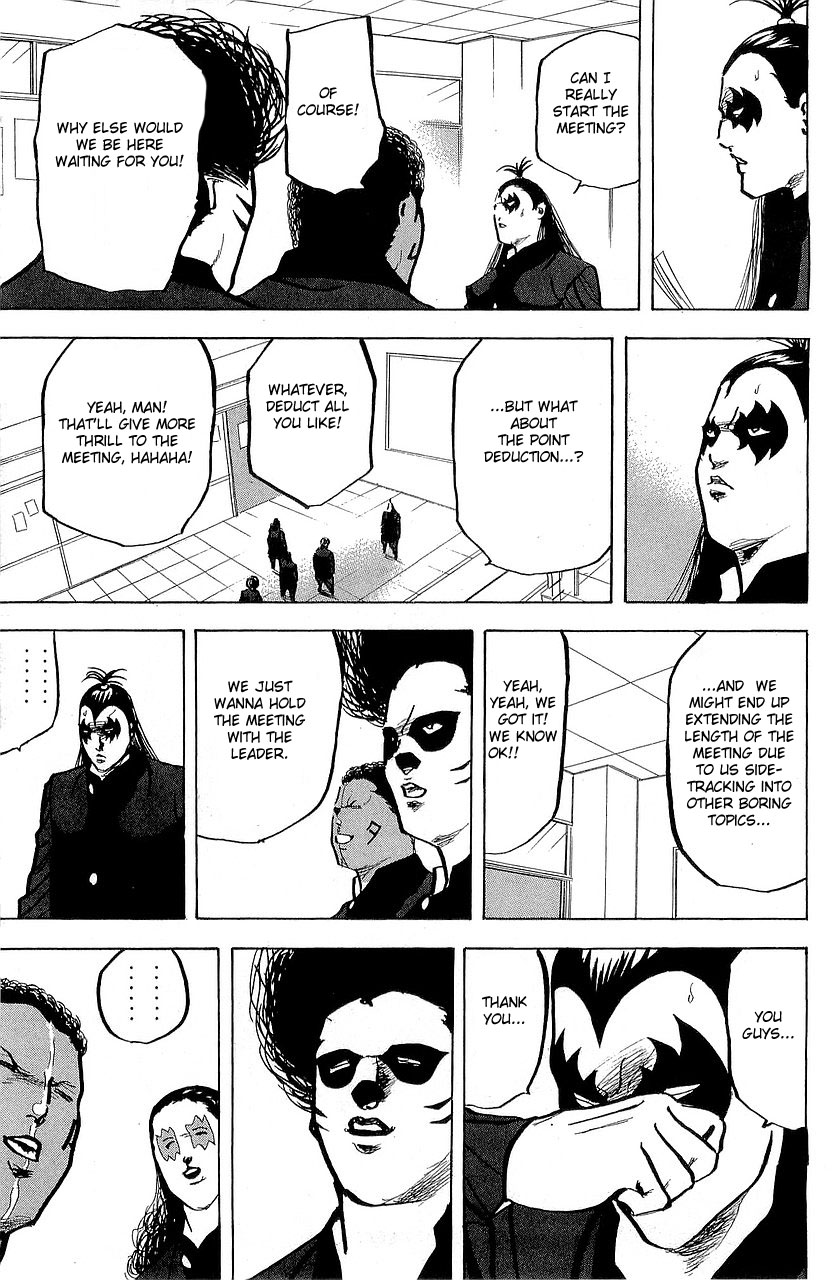 CAN I
REALLY
START THE
MEETING?
OF
COURSE!
WHY ELSE WOULD
WE BE HERE
WAITING FOR YOU!
...BUT WHAT
ABOUT
THE POINT
DEDUCTION...?
WHATEVER,
DEDUCT ALL
YOU LIKE!
YEAH, MAN!
THAT'LL GIVE MORE
THRILL TO THE
MEETING, HAHAHA!
...AND WE
MIGHT END UP
EXTENDING THE
LENGTH OF THE
MEETING DUE
TO US SIDE-
TRACKING INTO
OTHER BORING
TOPICS...
YEAH,
YEAH, WE
GOT IT!
WE KNOW
OK!!
WE JUST
WANNA HOLD
THE MEETING
WITH THE
LEADER.
YOU
GUYS...
THANK
YOU...